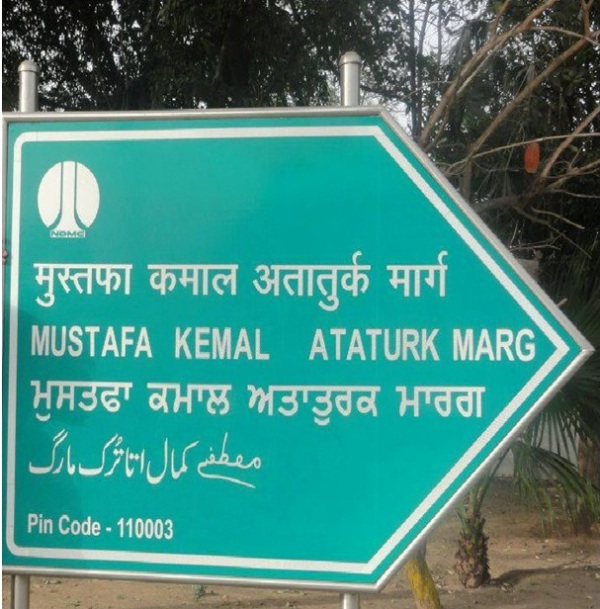 NDMC
मुस्तफा कमाल अतातुर्क मार्ग
MUSTAFA KEMAL ATATURK MARG
ਮੁਸਤਫਾ ਕਮਾਲ ਅਤਾਤੁਰਕ ਮਾਰਗ
مصطفے کمال اتاترک مارگ
Pin Code - 110003